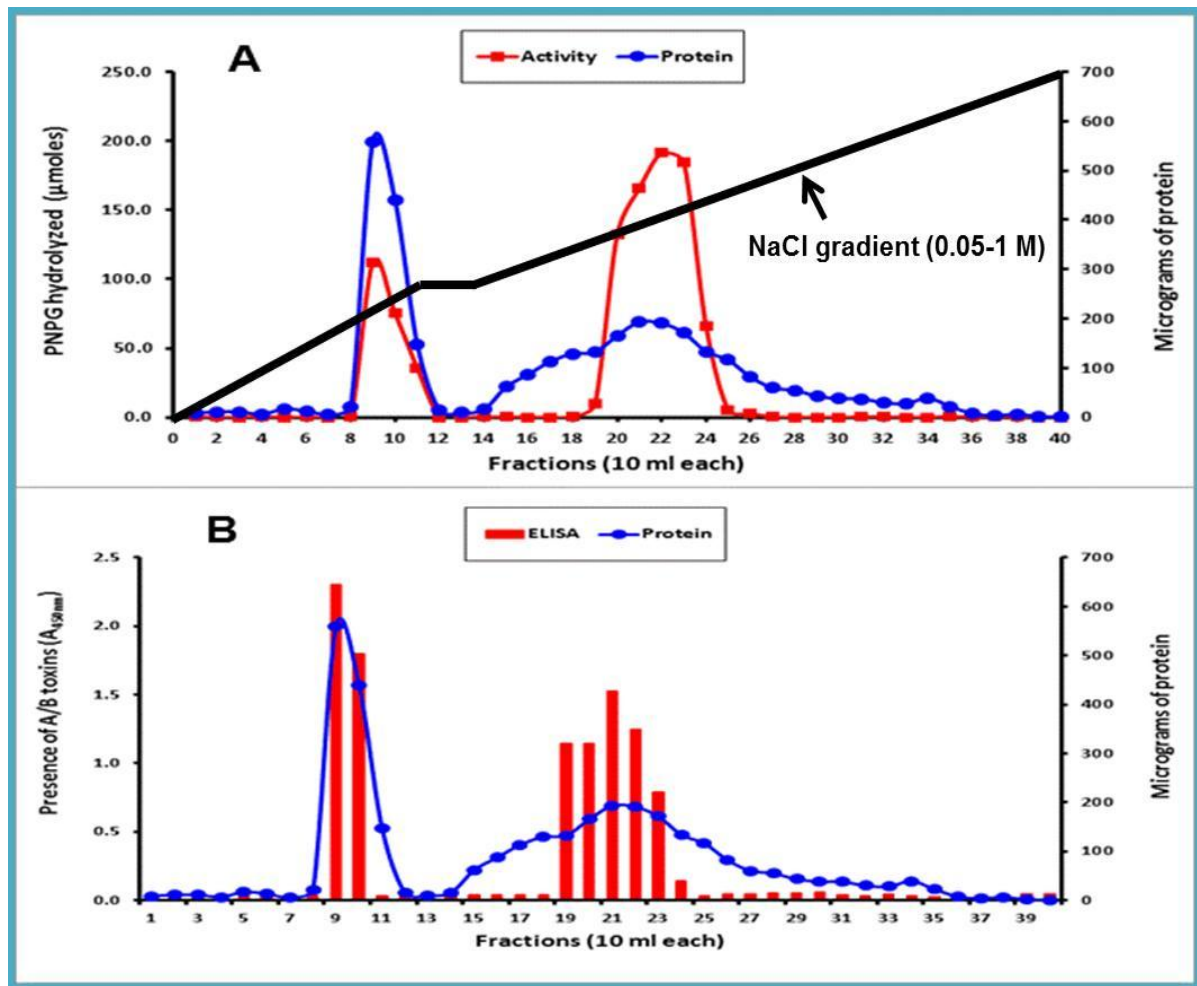 A
Activity Protein
PNPG hydrolyzed (µmoles)
250.0
200.0
150.0
100.0
50.0
0.0
700
600
500
400
300
200
100
0
Micrograms of protein
NaCl gradient (0.05-1 M)
0 2 4 6 8 10 12 14 16 18 20 22 24 26 28 30 32 34 36 38 40
Fractions (10 ml each)
B
ELISA Protein
Presence of A/B toxins (A450nm)
2.5
2.0
1.5
1.0
0.5
0.0
700
600
500
400
300
200
100
0
Micrograms of protein
1 3 5 7 9 11 13 15 17 19 21 23 25 27 29 31 33 35 37 39
Fractions (10 ml each)